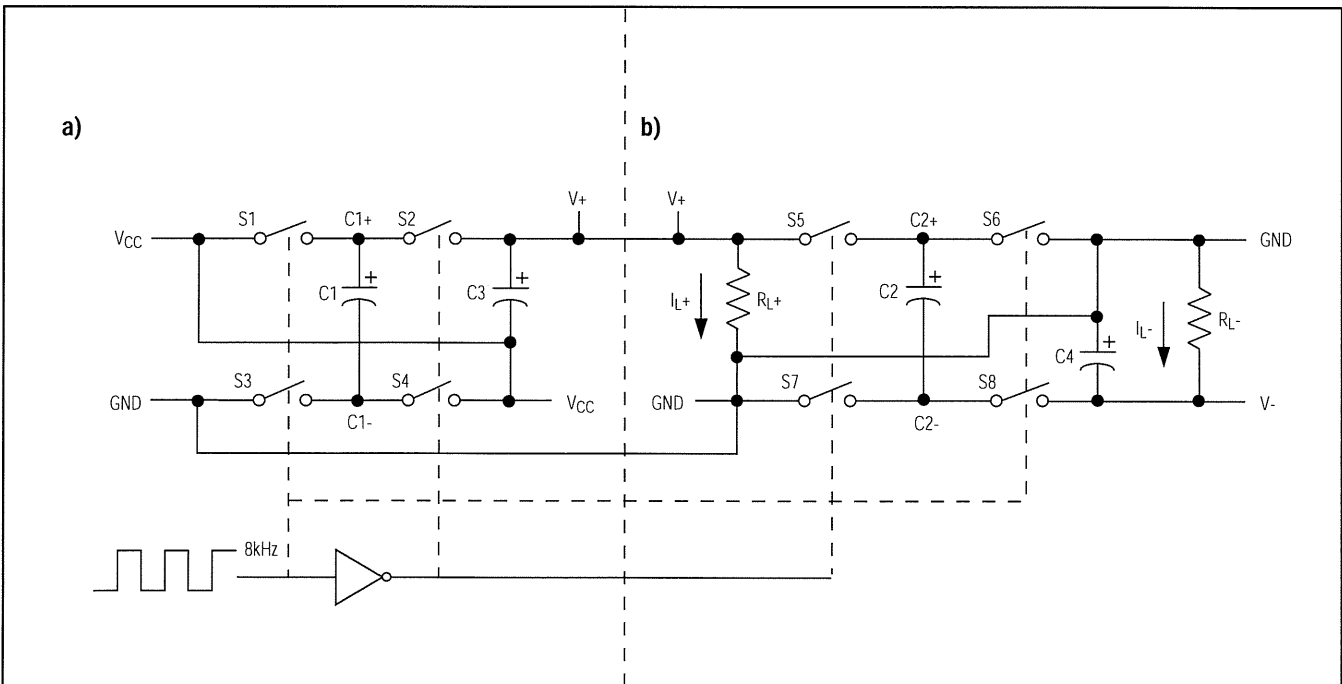 a)
b)
V+
V+
S1
C1+
S2
S5
C2+
S6
VCC
GND
C1
+
C3
+
IL+
RL+
C2
+
IL-
RL-
C4
+
S3
S4
S7
S8
GND
C1-
VCC
GND
C2-
V-
8kHz